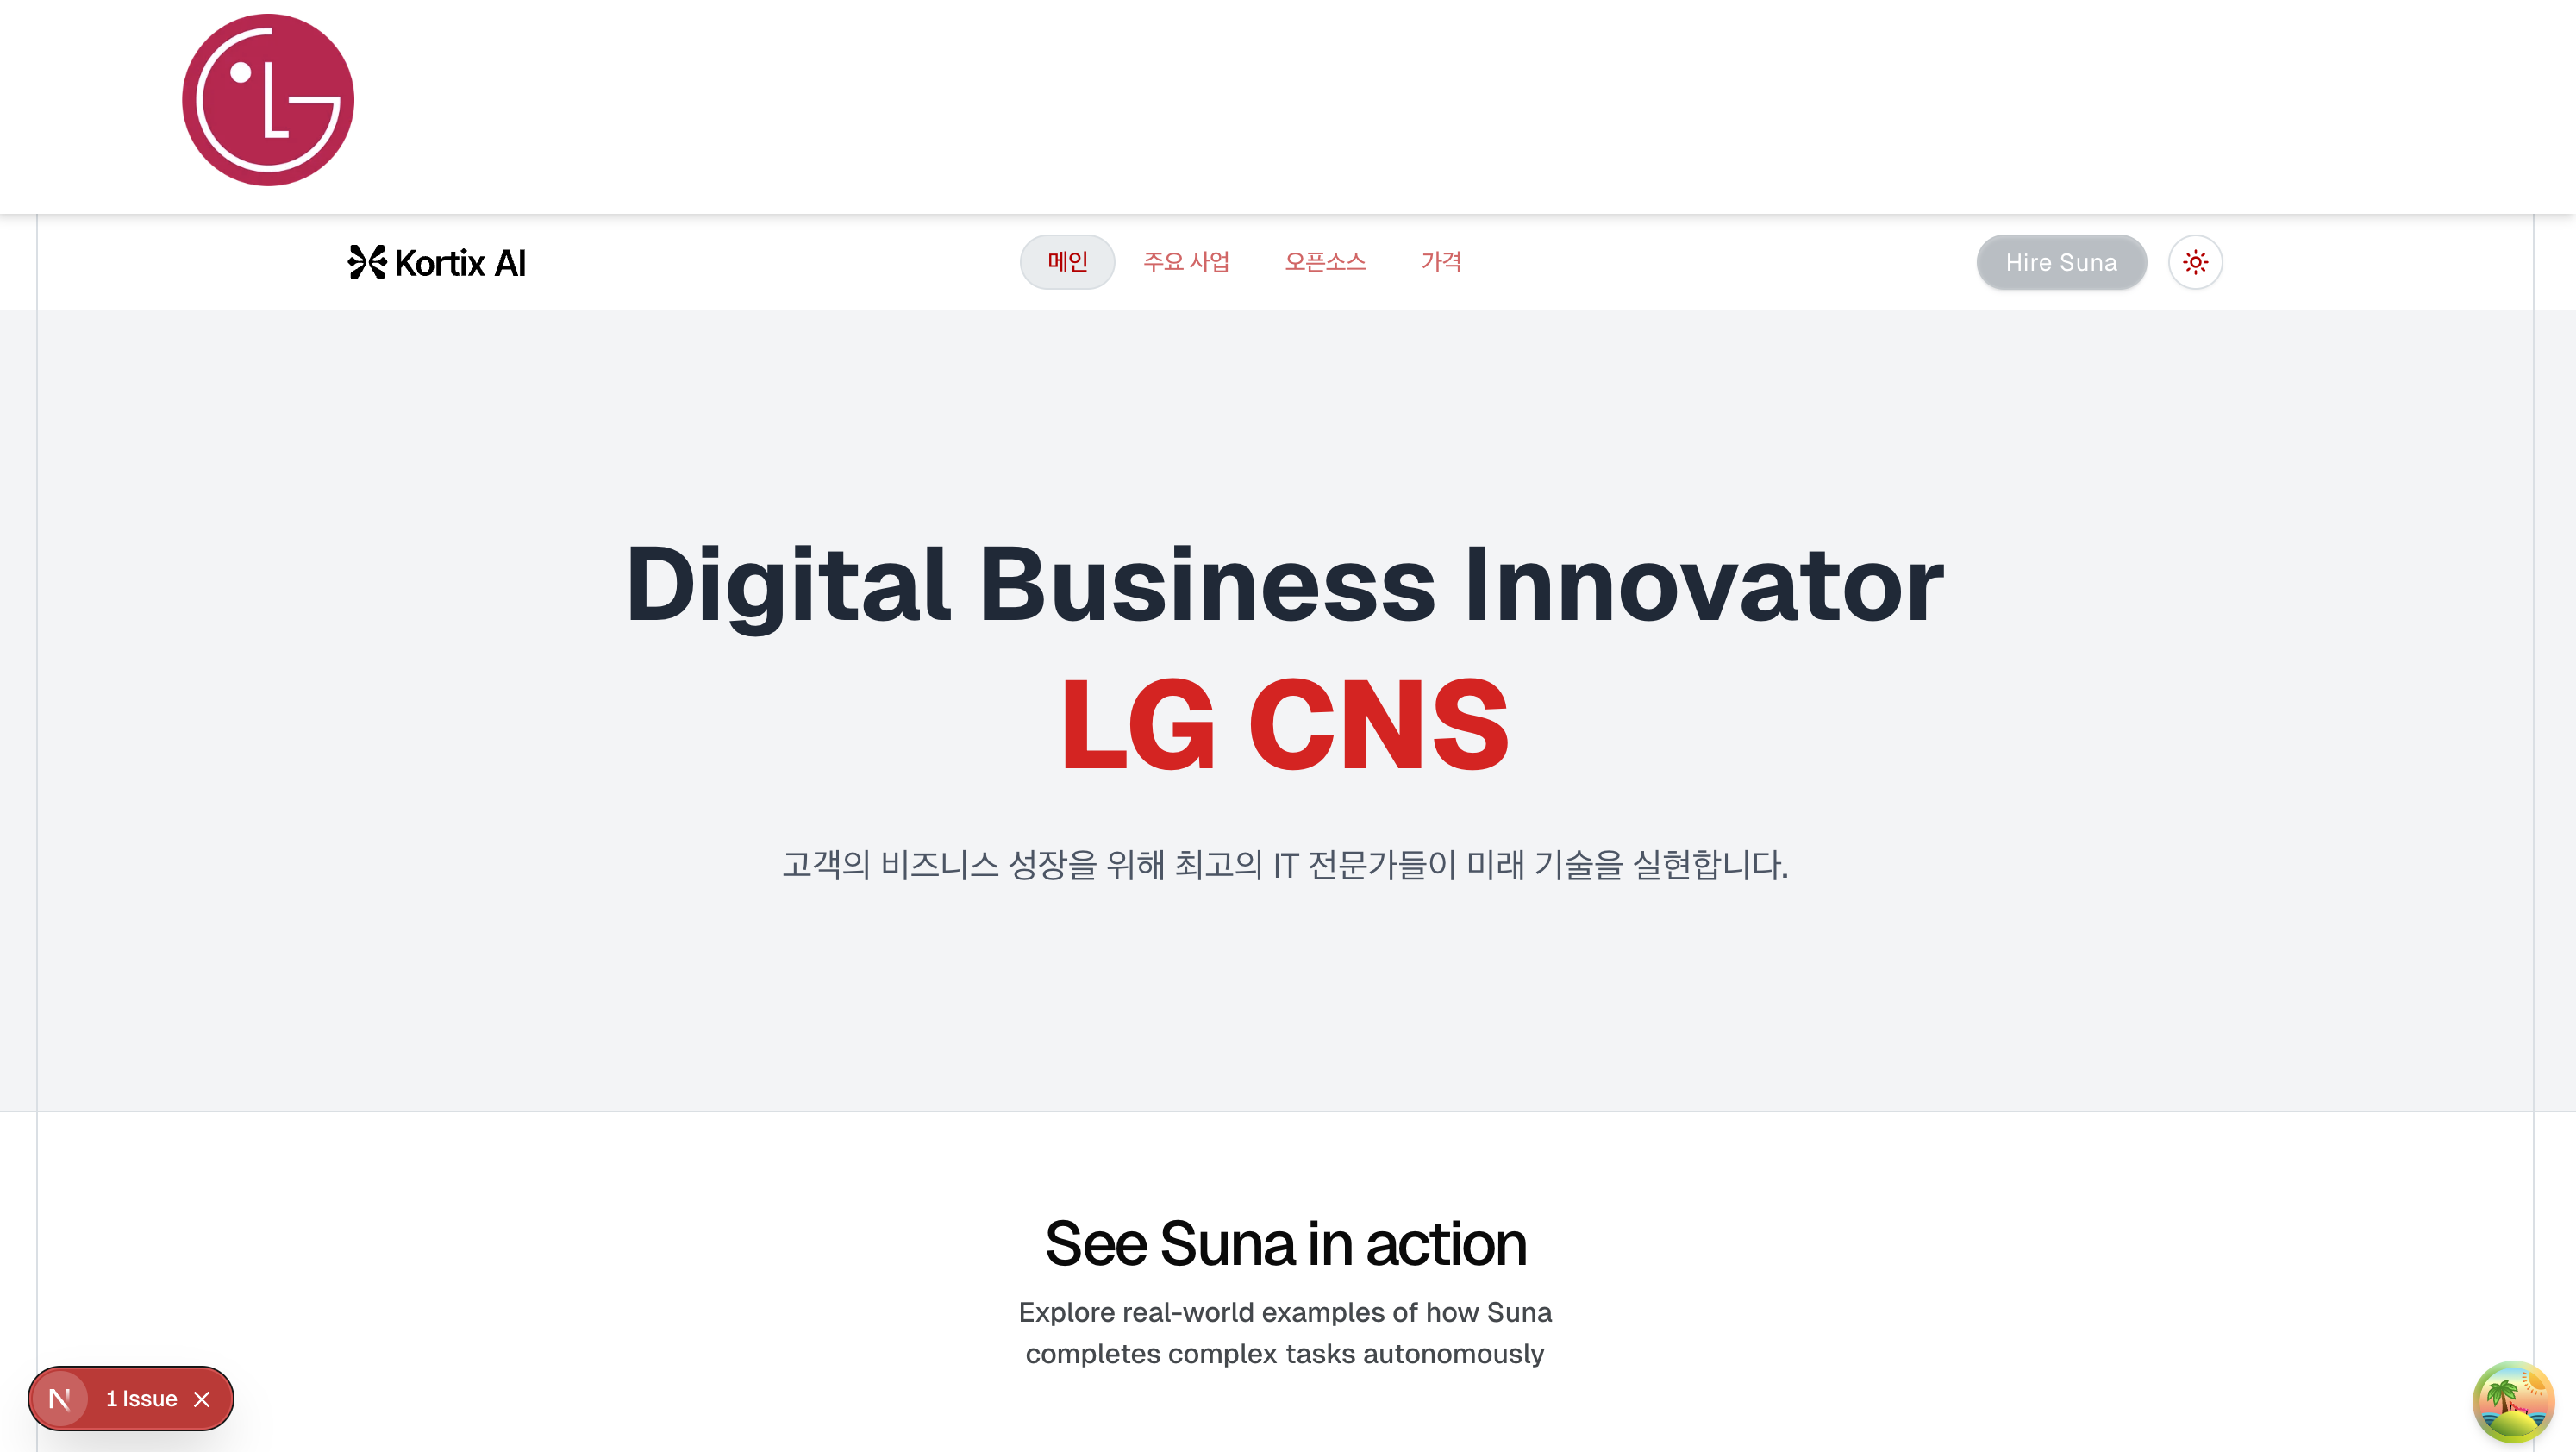 LG
Kortix AI
메인 주요 사업 오픈소스 가격
Hire Suna
Digital Business Innovator
LG CNS
고객의 비즈니스 성장을 위해 최고의 IT 전문가들이 미래 기술을 실현합니다.
See Suna in action
Explore real-world examples of how Suna
completes complex tasks autonomously
N 1 Issue